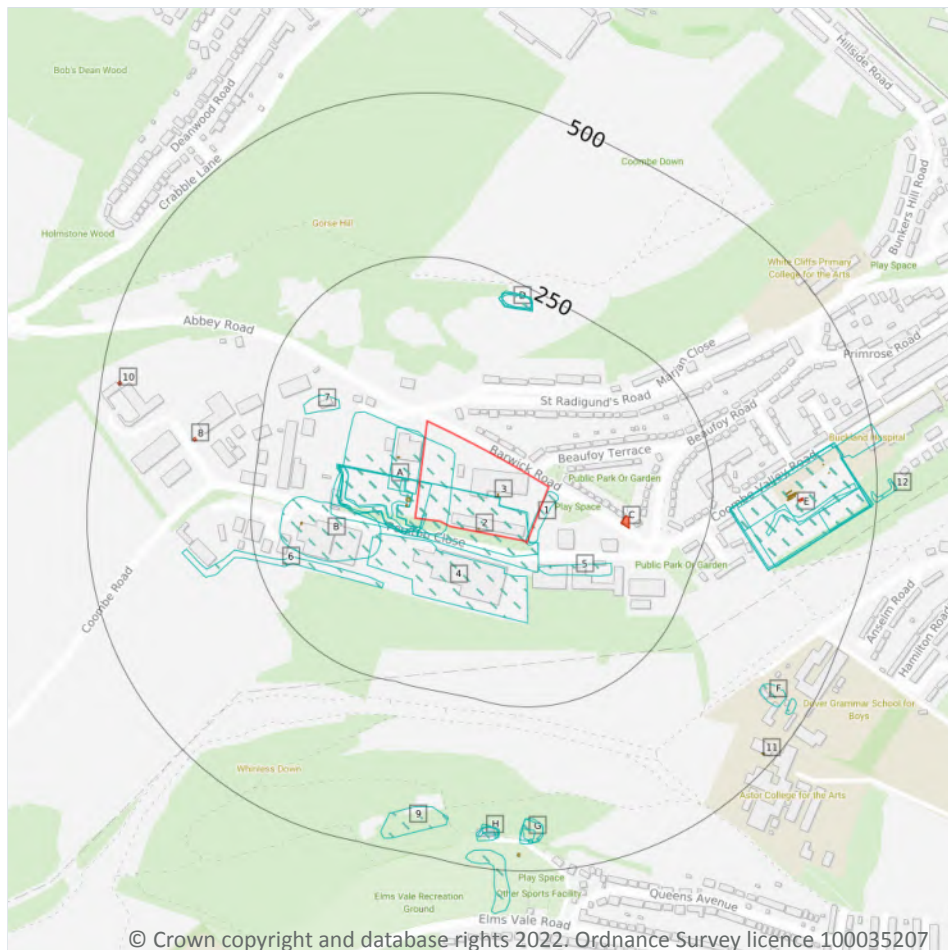 Hillside Road
Bob's Dean Wood
Deanwood Road
Crabble Lane
500
Coombe Down
Bunkers Hill Road
Holmstone Wood
Gorse Hill
White Cliffs Primary
College for the Arts
Play Space
D
250
Abbey Road
Primrose Road
Marjan Close
10
St Radigund's Road
7
Beaufoy Road
8
Barwick Road
Beaufoy Terrace
Buckland Hospital
A
Public Park Or Garden
Coombe Valley Road
12
3
E
1
Play Space
C
2
B
Close
6
5
Public Park Or Garden
4
Coombe Road
Anselm Road
Hamilton Road
F
Dover Grammar School for
Boys
11
Whinless Down
Astor College for the Arts
9
H
G
Play Space
Other Sports Facility
Elms Vale Recreation
Ground
Queens Avenue
Elms Vale Road
© Crown copyright and database rights 2022. Ordnance Survey licence 100035207